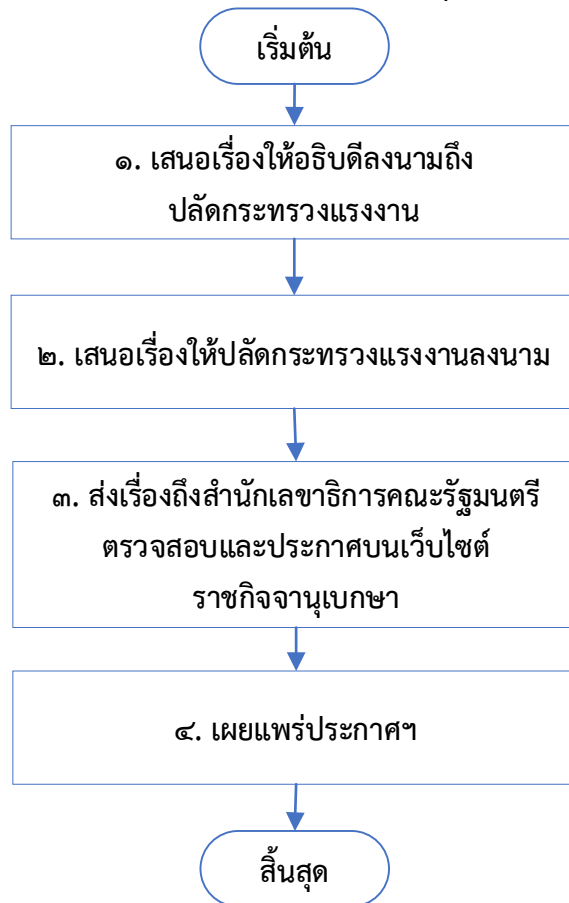 เริ่มต้น
๑. เสนอเรื่องให้อธิบดีลงนามถึง
ปลัดกระทรวงแรงงาน
๒. เสนอเรื่องให้ปลัดกระทรวงแรงงานลงนาม
๓. ส่งเรื่องถึงสำนักเลขาธิการคณะรัฐมนตรี
ตรวจสอบและประกาศบนเว็บไซต์
ราชกิจจานุเบกษา
๔. เผยแพร่ประกาศฯ
สิ้นสุด